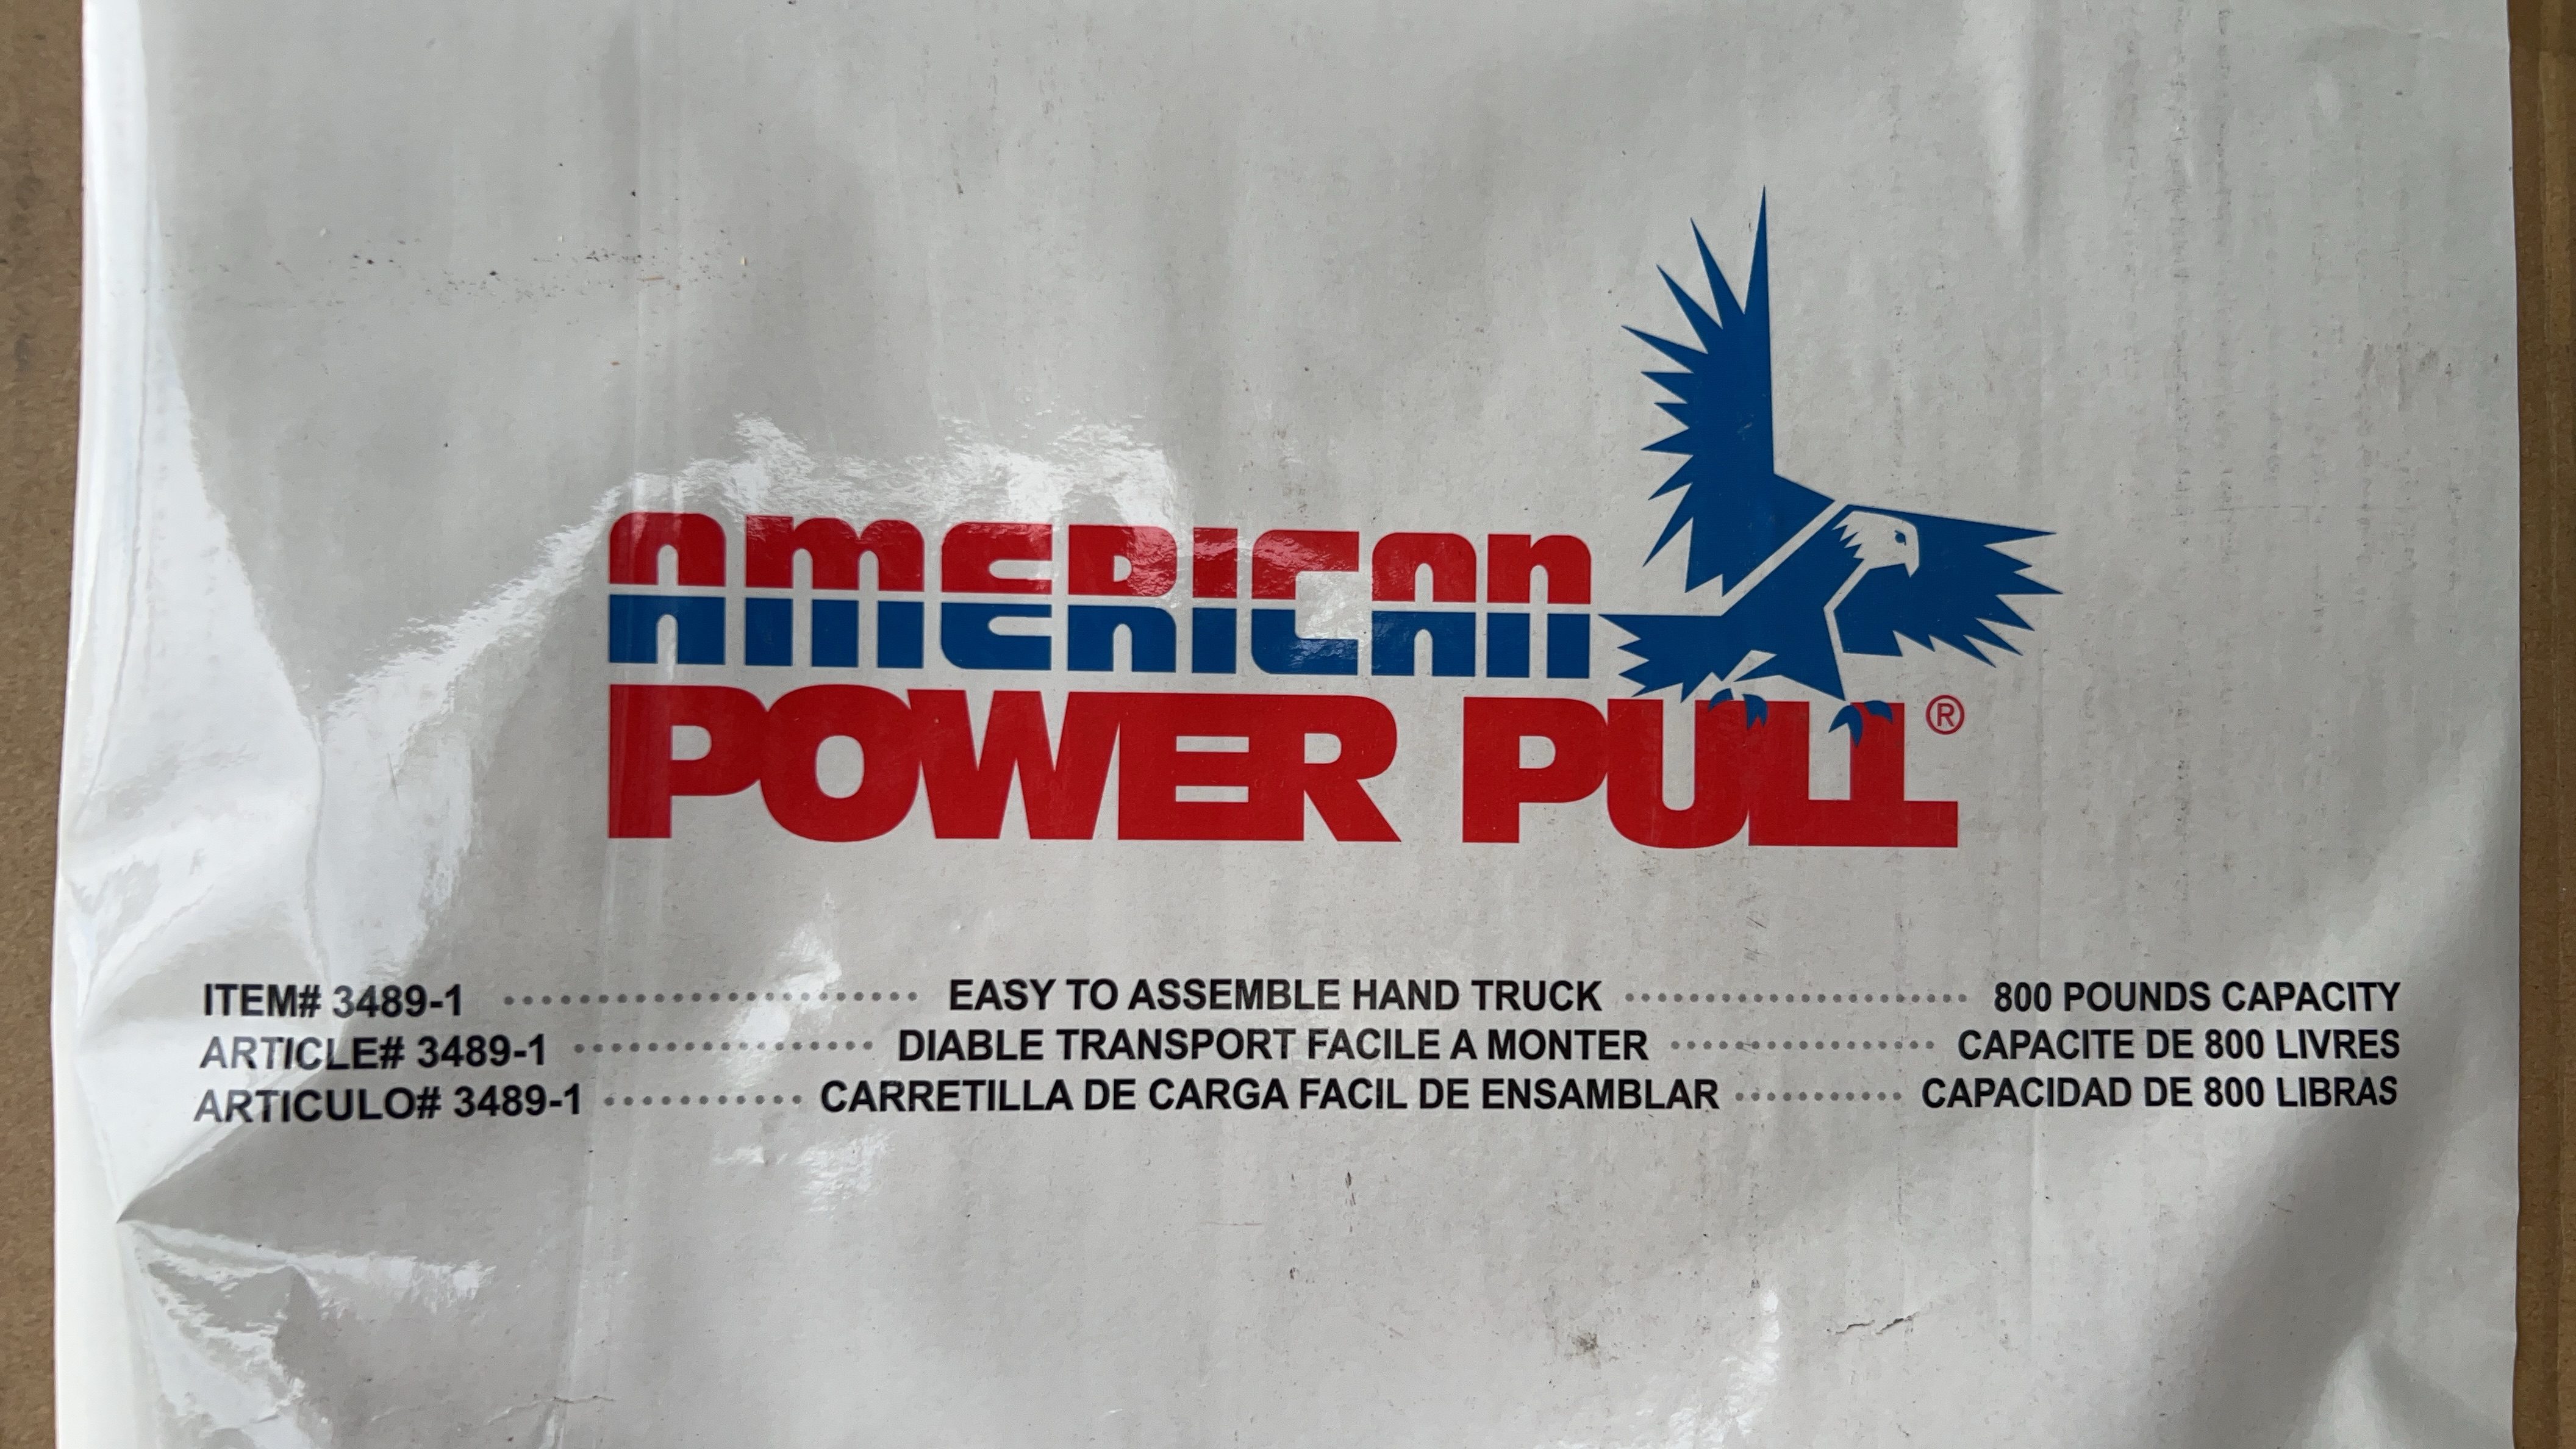 AMERICAN
POWER PULL®
ITEM# 3489-1 ...................... EASY TO ASSEMBLE HAND TRUCK ................... 800 POUNDS CAPACITY
ARTICLE# 3489-1 ................ DIABLE TRANSPORT FACILE A MONTER ............... CAPACITE DE 800 LIVRES
ARTICULO# 3489-1 ........... CARRETILLA DE CARGA FACIL DE ENSAMBLAR .......... CAPACIDAD DE 800 LIBRAS